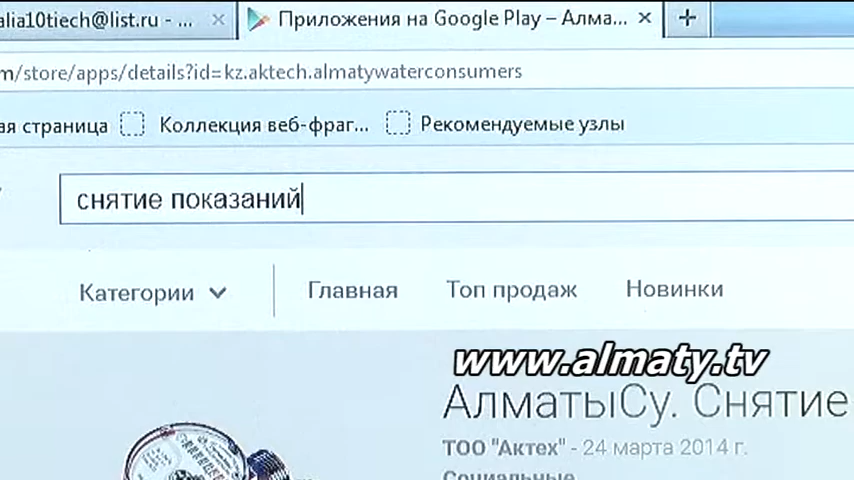 alia10tiech@list.ru - ...
Приложения на Google Play – Алма...
m/store/apps/details?id=kz.aktech.almatywaterconsumers
ая страница
Коллекция веб-фраг...
Рекомендуемые узлы
снятие показаний
Категории
Главная
Топ продаж
Новинки
www.almaty.tv
АлматыСу. Снятие
ТОО "Актех" - 24 марта 2014 г.
Социальные